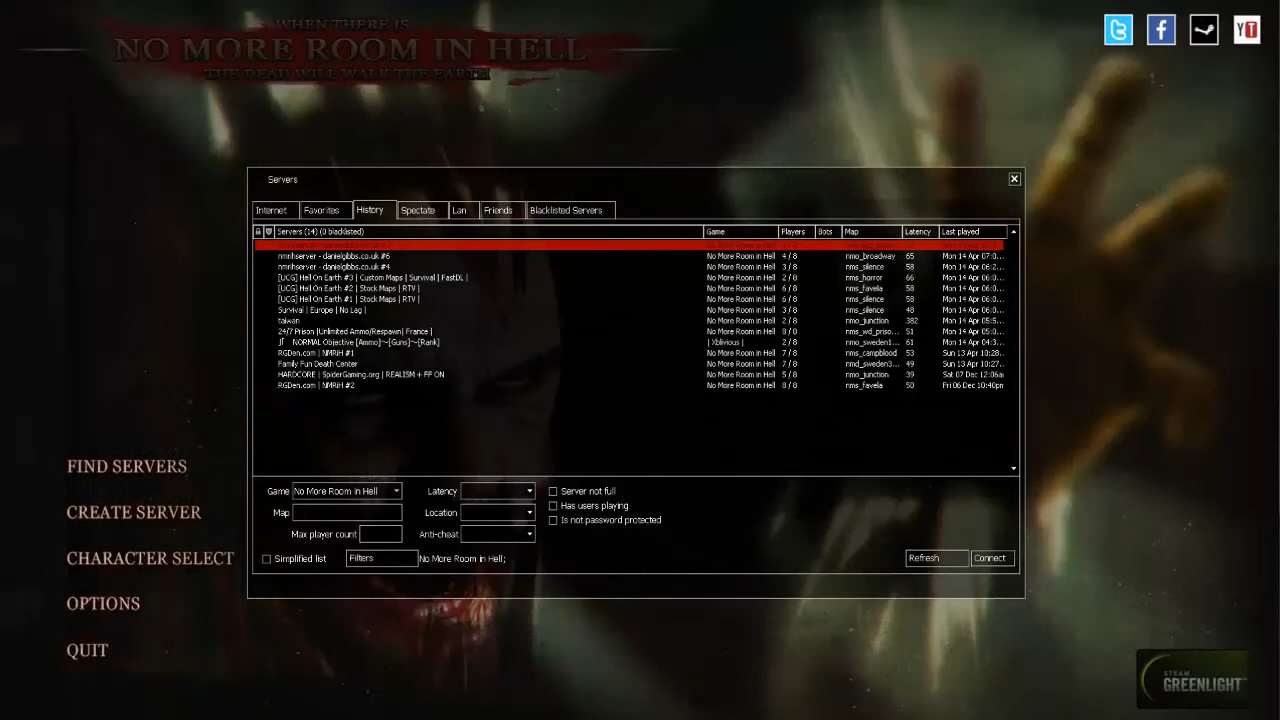 WHEN THERE IS
NO MORE ROOM IN HELL
THE DEAD WILL WALK THE EARTH
YT
Servers
Internet Favorites History Spectate Lan Friends Blacklisted Servers
Servers (14) (0 blacklisted) Game Players Bots Map Latency Last played
nmrihserver - danielgibbs.co.uk #6 No More Room in Hell 4 / 8 nmo_broadway 65 Mon 14 Apr 07:0...
nmrihserver - danielgibbs.co.uk #4 No More Room in Hell 3 / 8 nms_silence 58 Mon 14 Apr 06:2...
[UCG] Hell On Earth #3 | Custom Maps | Survival | FastDL | No More Room in Hell 2 / 8 nmo_horror 66 Mon 14 Apr 06:0...
[UCG] Hell On Earth #2 | Stock Maps | RTV | No More Room in Hell 6 / 8 nms_favela 58 Mon 14 Apr 06:0...
[UCG] Hell On Earth #1 | Stock Maps | RTV | No More Room in Hell 6 / 8 nms_silence 58 Mon 14 Apr 06:0...
Survival | Europe | No Lag | No More Room in Hell 3 / 8 nms_silence 48 Mon 14 Apr 06:0...
taiwan No More Room in Hell 2 / 8 nmo_junction 382 Mon 14 Apr 05:5...
24/7 Prison |Unlimited Ammo/Respawn| France | No More Room in Hell 8 / 8 nms_wd_priso... 51 Mon 14 Apr 05:0...
NORMAL Objective [Ammo]~[Guns]~[Rank] | Xblivious | 2 / 8 nmo_sweden1... 61 Mon 14 Apr 04:3...
RGDen.com | NMRiH #1 No More Room in Hell 7 / 8 nms_campblood 53 Sun 13 Apr 10:28...
Family Fun Death Center No More Room in Hell 7 / 8 nmd_sweden3... 49 Sun 13 Apr 10:27...
HARDCORE | SpiderGaming.org | REALISM + FF ON No More Room in Hell 5 / 8 nmo_junction 39 Sat 07 Dec 12:06a
RGDen.com | NMRiH #2 No More Room in Hell 8 / 8 nms_favela 50 Fri 06 Dec 10:40pm
Game No More Room in Hell Latency Server not full
Has users playing
Map Location Is not password protected
Max player count Anti-cheat
Simplified list Filters No More Room in Hell; Refresh Connect
FIND SERVERS
CREATE SERVER
CHARACTER SELECT
OPTIONS
QUIT
STEAM
GREENLIGHT™